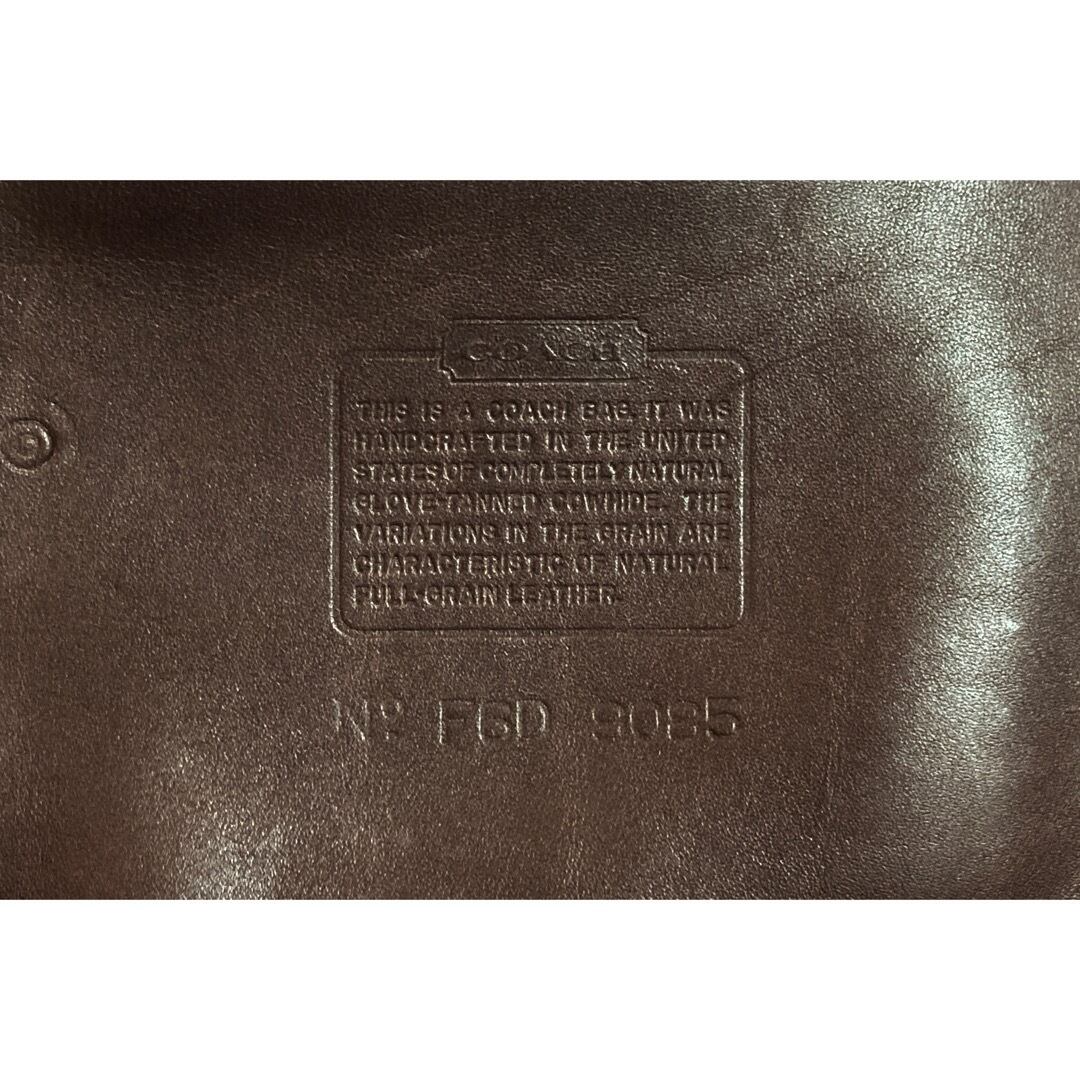 COACH
THIS IS A COACH BAG. IT WAS
HANDCRAFTED IN THE UNITED
STATES OF COMPLETELY NATURAL
GLOVE-TANNED COWHIDE. THE
VARIATIONS IN THE GRAIN ARE
CHARACTERISTIC OF NATURAL
FULL-GRAIN LEATHER.
Nº F6D 9085